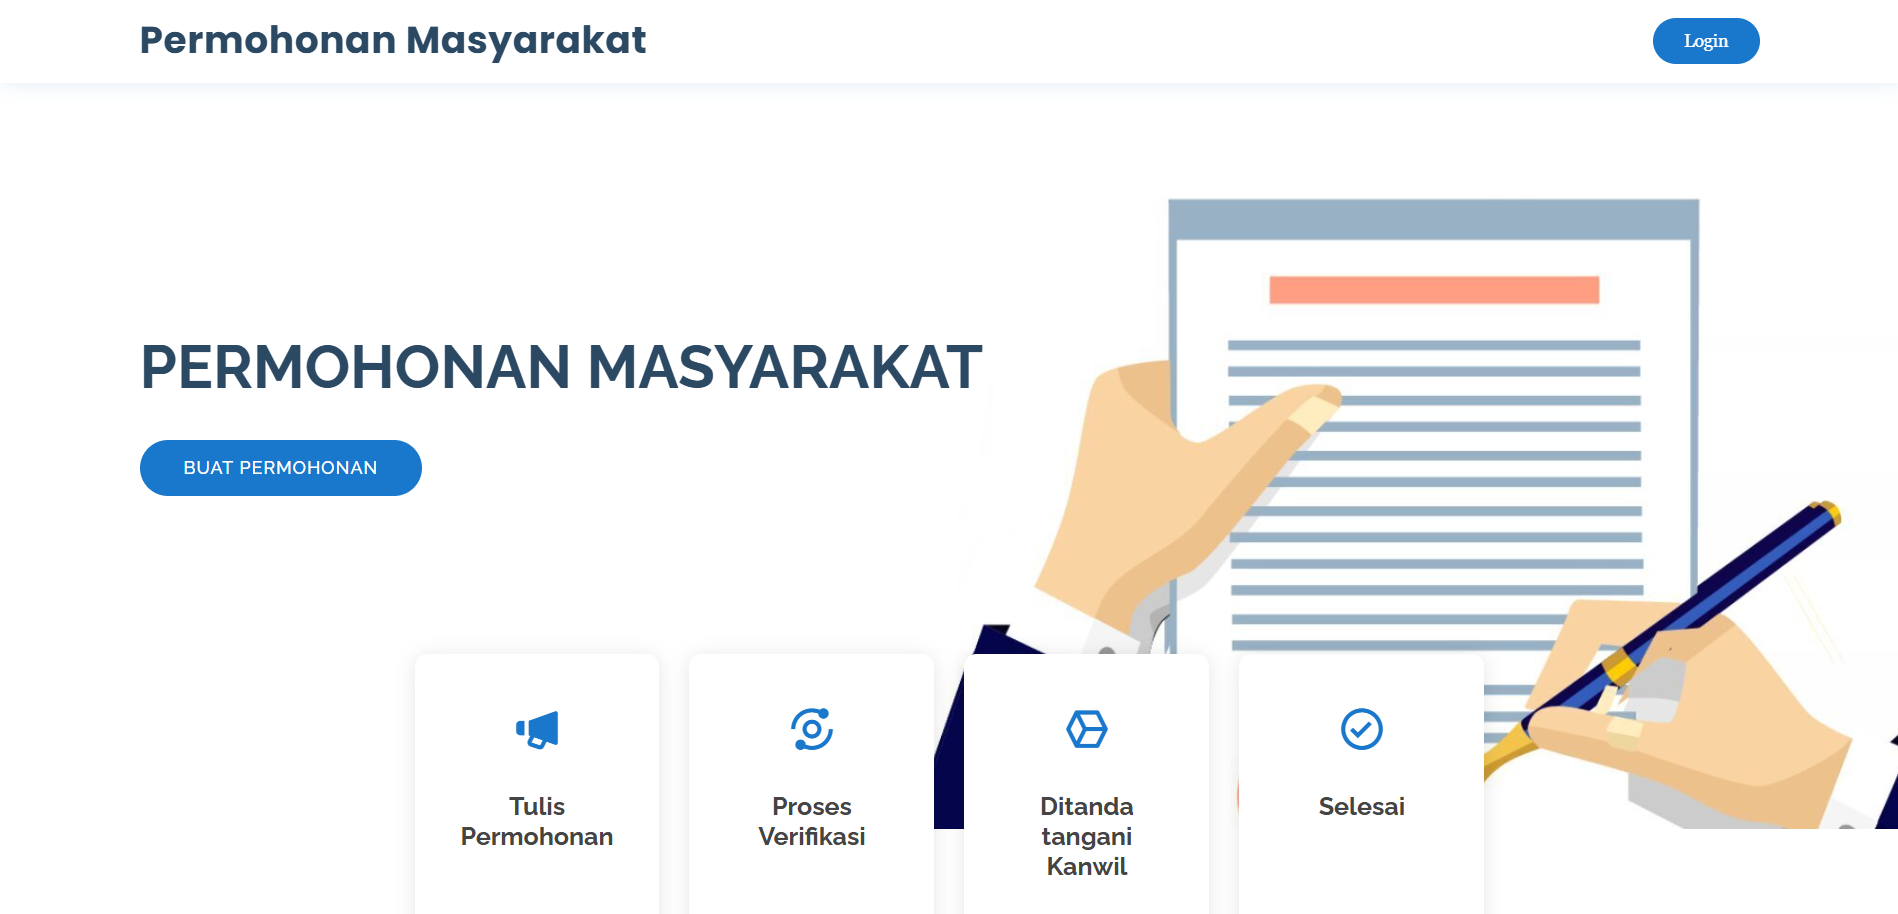 Permohonan Masyarakat
Login
PERMOHONAN MASYARAKAT
BUAT PERMOHONAN
Tulis
Permohonan
Proses
Verifikasi
Ditanda
tangani
Kanwil
Selesai